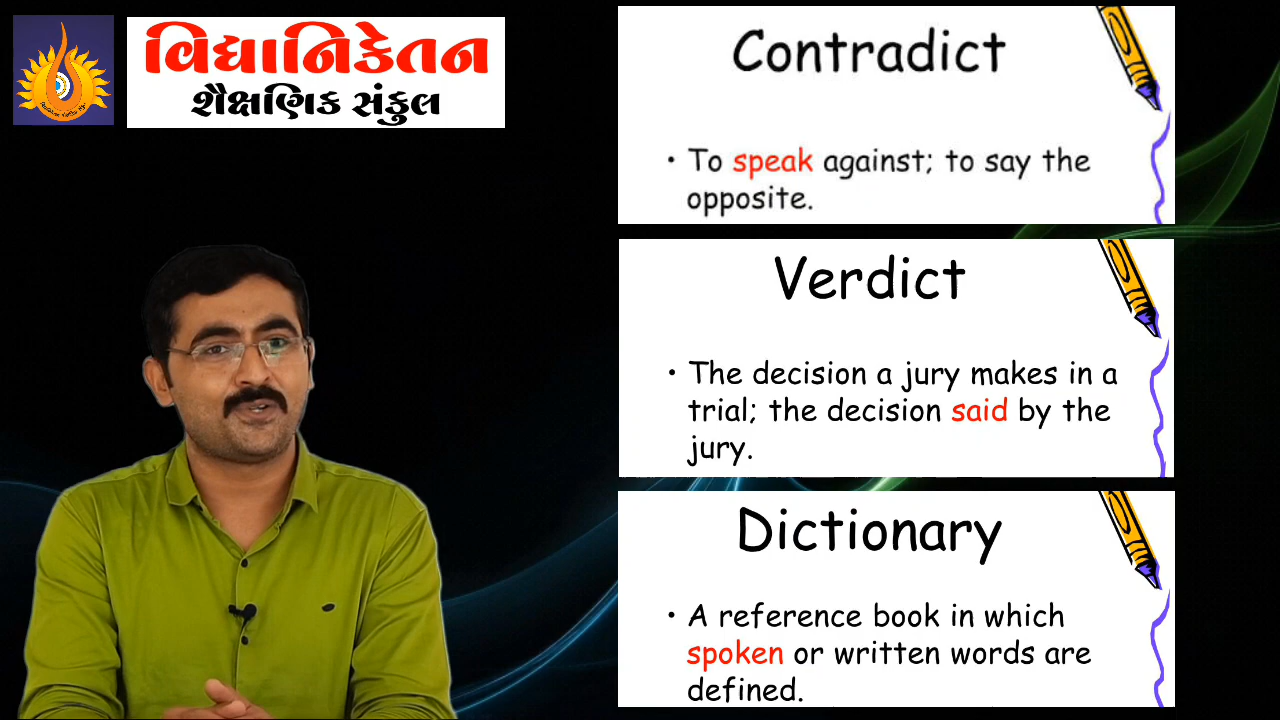 વિદ્યાનિકેતન
શૈક્ષણિક સંકુલ
Contradict
• To speak against; to say the
opposite.
Verdict
• The decision a jury makes in a
trial; the decision said by the
jury.
Dictionary
• A reference book in which
spoken or written words are
defined.